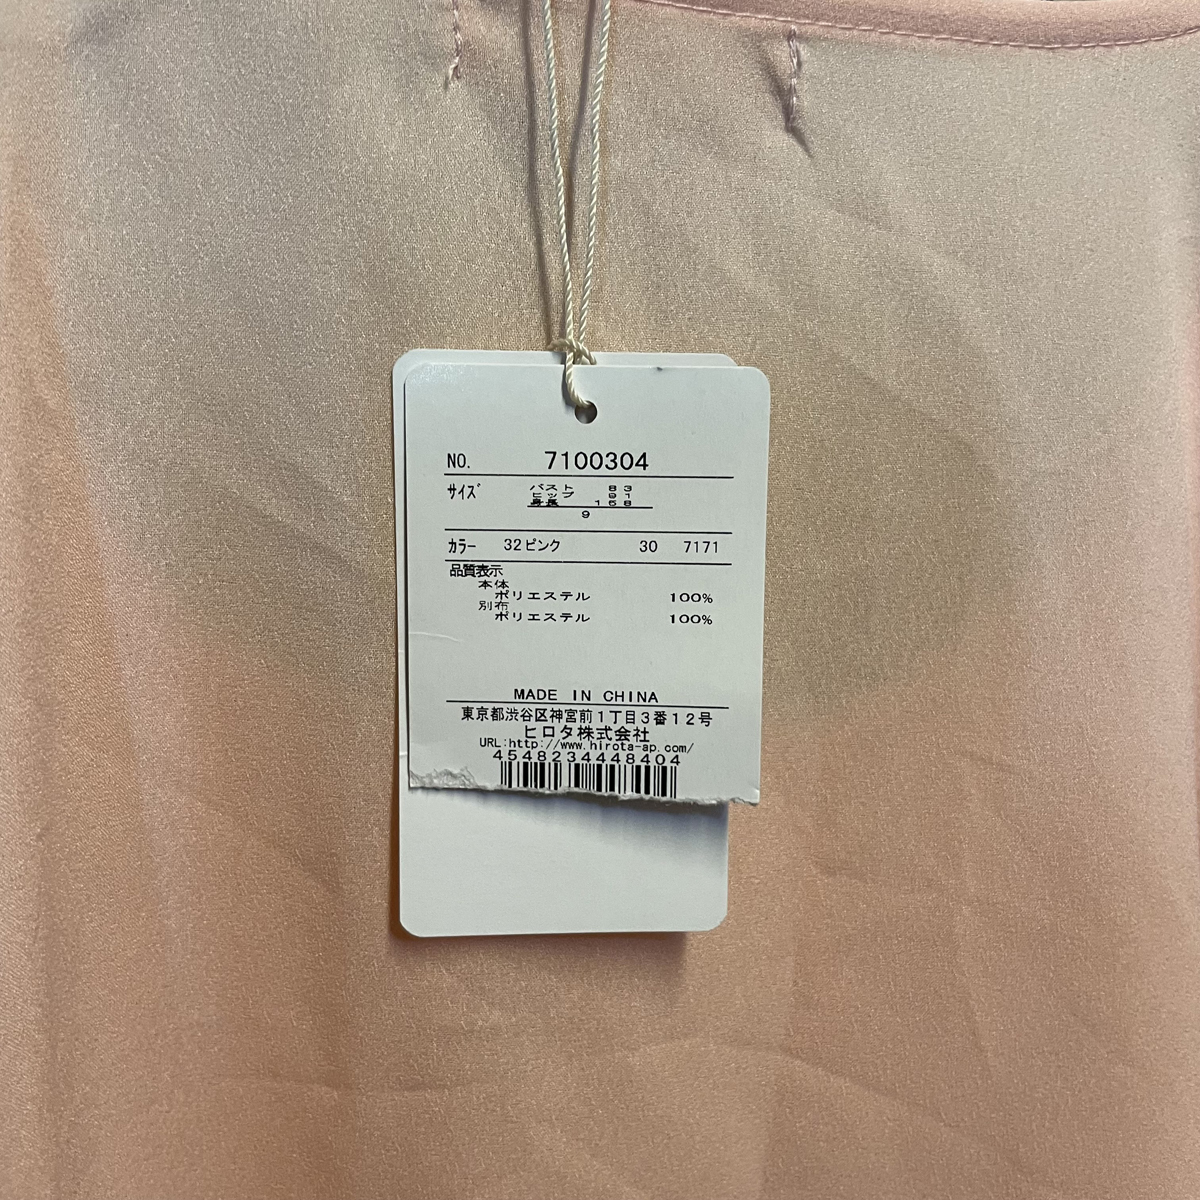 NO. 7100304
サイズ バスト 83
ヒップ 91
身長 158
9
カラー 32ピンク 30 7171
品質表示
本体
ポリエステル 100%
別布
ポリエステル 100%
MADE IN CHINA
東京都渋谷区神宮前1丁目3番12号
ヒロタ株式会社
URL:http://www.hirota-ap.com/
4548234448404